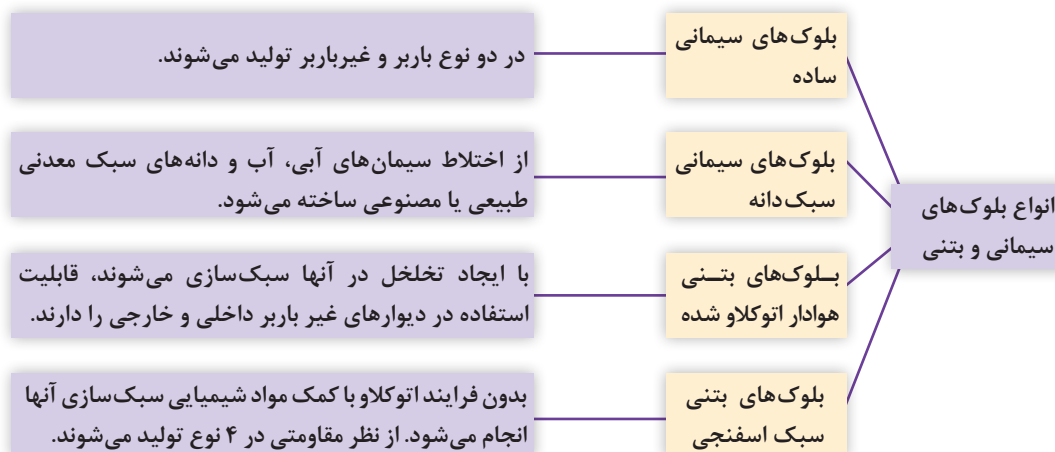 انواع بلوک‌های
سیمانی و بتنی
بلوک‌های سیمانی
ساده
در دو نوع باربر و غیرباربر تولید می‌شوند.
بلوک‌های سیمانی
سبک‌دانه
از اختلاط سیمان‌های آبی، آب و دانه‌های سبک معدنی
طبیعی یا مصنوعی ساخته می‌شود.
بــلوک‌های بتــنی
هوادار اتوکلاو شده
با ایجاد تخلخل در آنها سبک‌سازی می‌شوند، قابلیت
استفاده در دیوارهای غیر باربر داخلی و خارجی را دارند.
بلوک‌های بتنی
سبک اسفنجی
بدون فرایند اتوکلاو با کمک مواد شیمیایی سبک‌سازی آنها
انجام می‌شود. از نظر مقاومتی در ۴ نوع تولید می‌شوند.